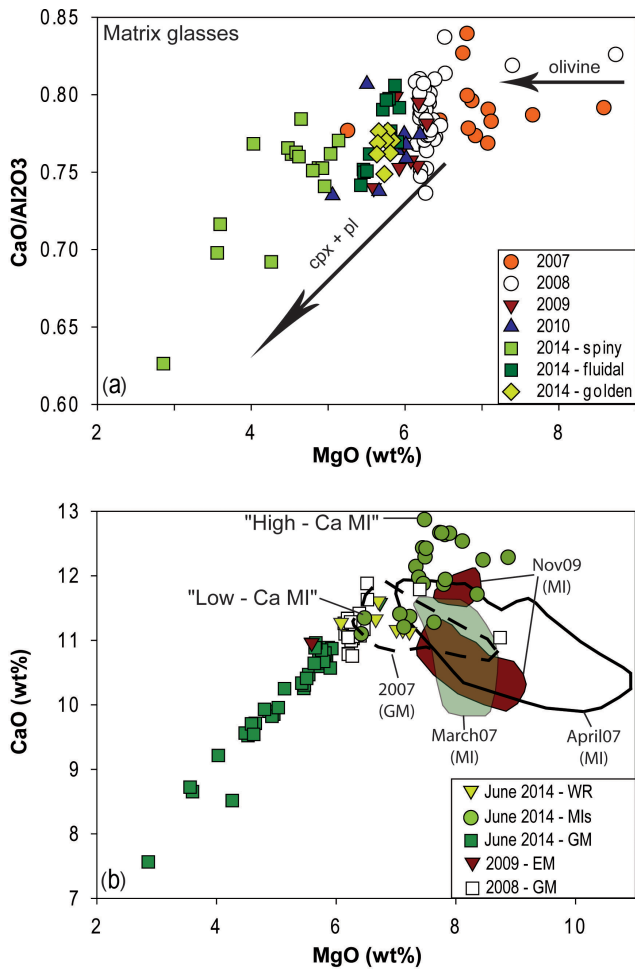 Matrix glasses
0.80
0.75
0.70
0.65
0.60
CaO/Al2O3
olivine
cpx + pl
2007
2008
2009
2010
2014 - spiny
2014 - fluidal
2014 - golden
(a)
2 4 6 8 10
MgO (wt%)
13
12
11
10
9
8
7
CaO (wt%)
"High - Ca MI"
"Low - Ca MI"
Nov09
(MI)
2007
(GM)
March07
(MI)
April07
(MI)
June 2014 - WR
June 2014 - MIs
June 2014 - GM
2009 - EM
2008 - GM
(b)
2 4 6 8 10
MgO (wt%)